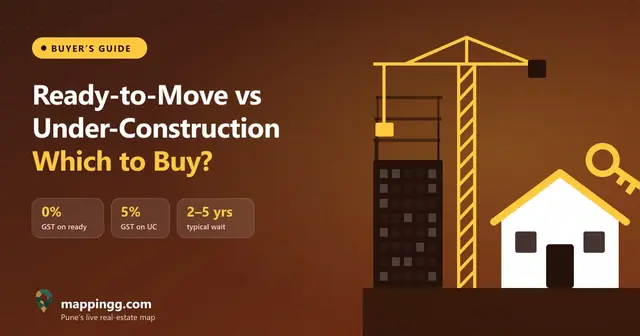 BUYER'S GUIDE
Ready-to-Move vs
Under-Construction
Which to Buy?
0%
GST on ready
5%
GST on UC
2–5 yrs
typical wait
mappingg.com
Pune's live real-estate map